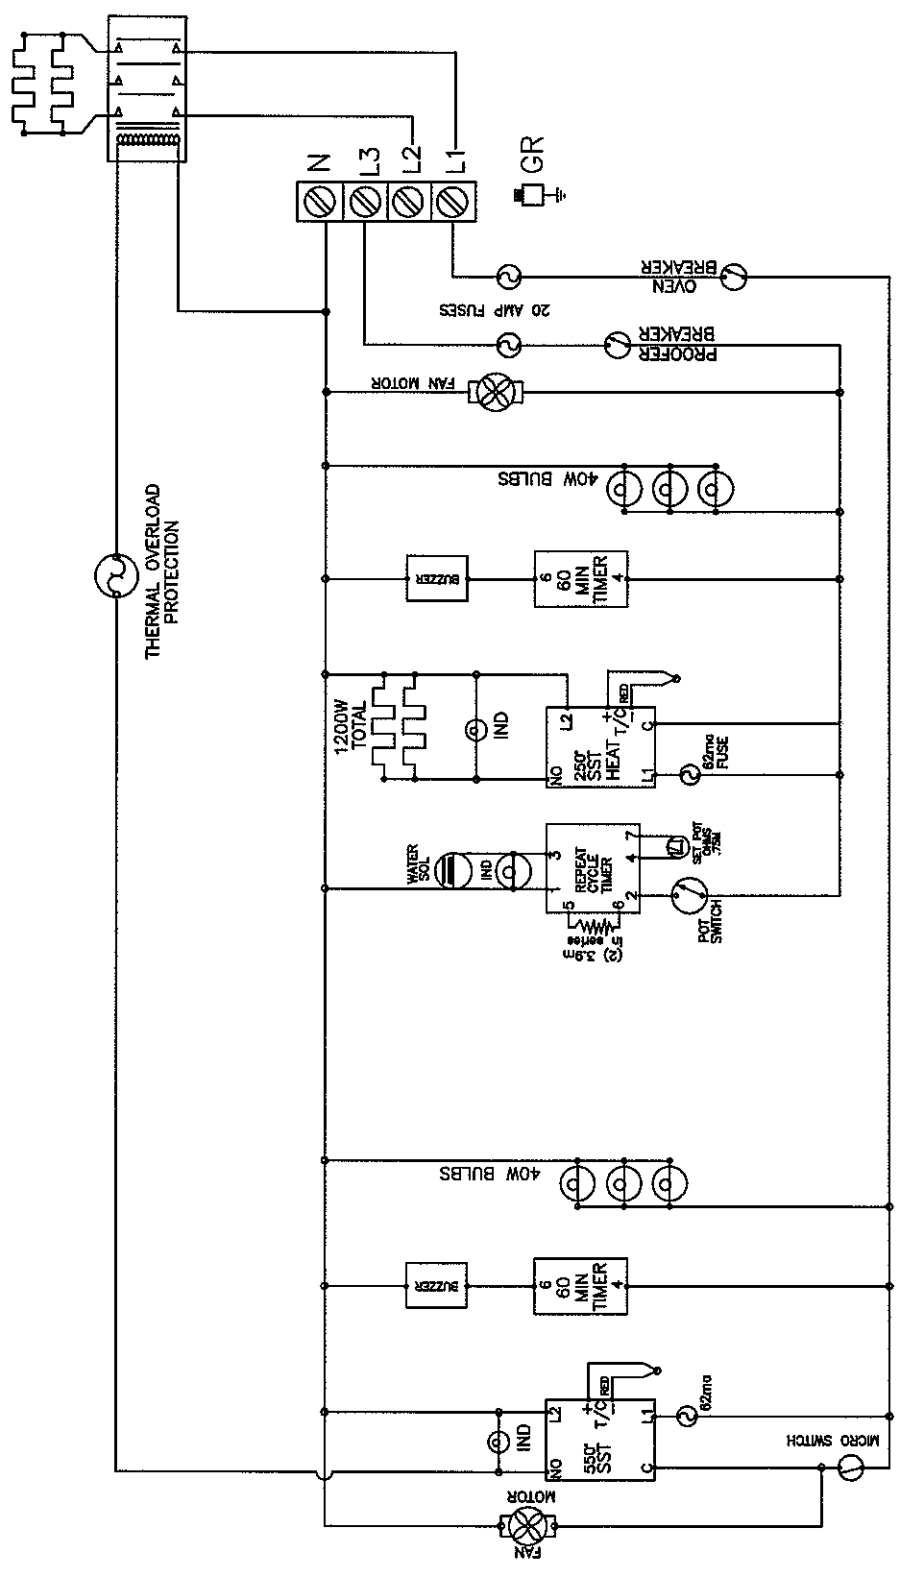 N
L3
L2
L1
GR
OVEN
BREAKER
20 AMP FUSES
PROOFER
BREAKER
FAN MOTOR
40W BULBS
THERMAL OVERLOAD
PROTECTION
BUZZER
6
60
MIN
TIMER
4
1200W
TOTAL
IND
L2
NO
250°
SST
HEAT
+
T/C
-
RED
C
L1
62ma
FUSE
WATER
SOL
IND
3
REPEAT
CYCLE
TIMER
7
4
2
5
6
SET POT
OHMS
.75M
POT
SWITCH
(2) 3.9m
series
40W BULBS
BUZZER
6
60
MIN
TIMER
4
IND
L2
NO
550°
SST
+
T/C
-
RED
L1
C
62ma
MICRO SWITCH
FAN
MOTOR